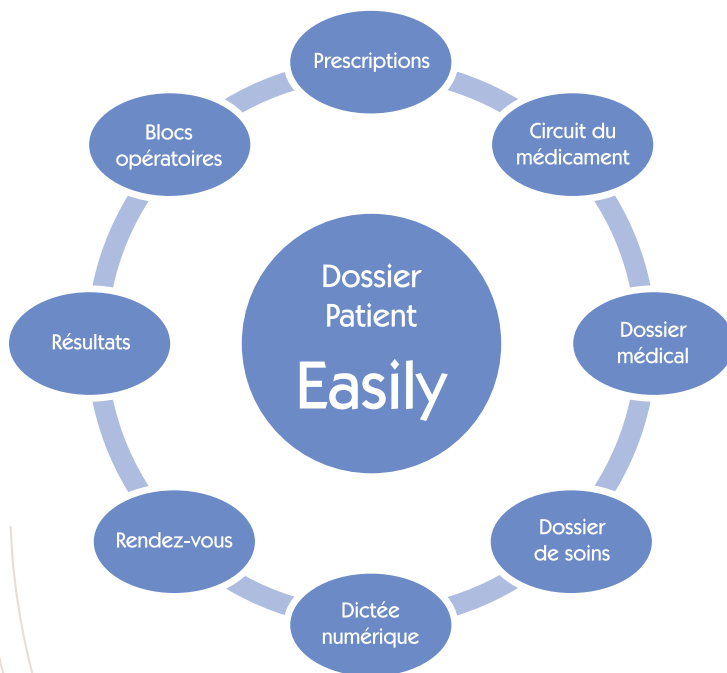 Prescriptions
Circuit du
médicament
Dossier
médical
Dossier
de soins
Dictée
numérique
Rendez-vous
Résultats
Blocs
opératoires
Dossier
Patient
Easily